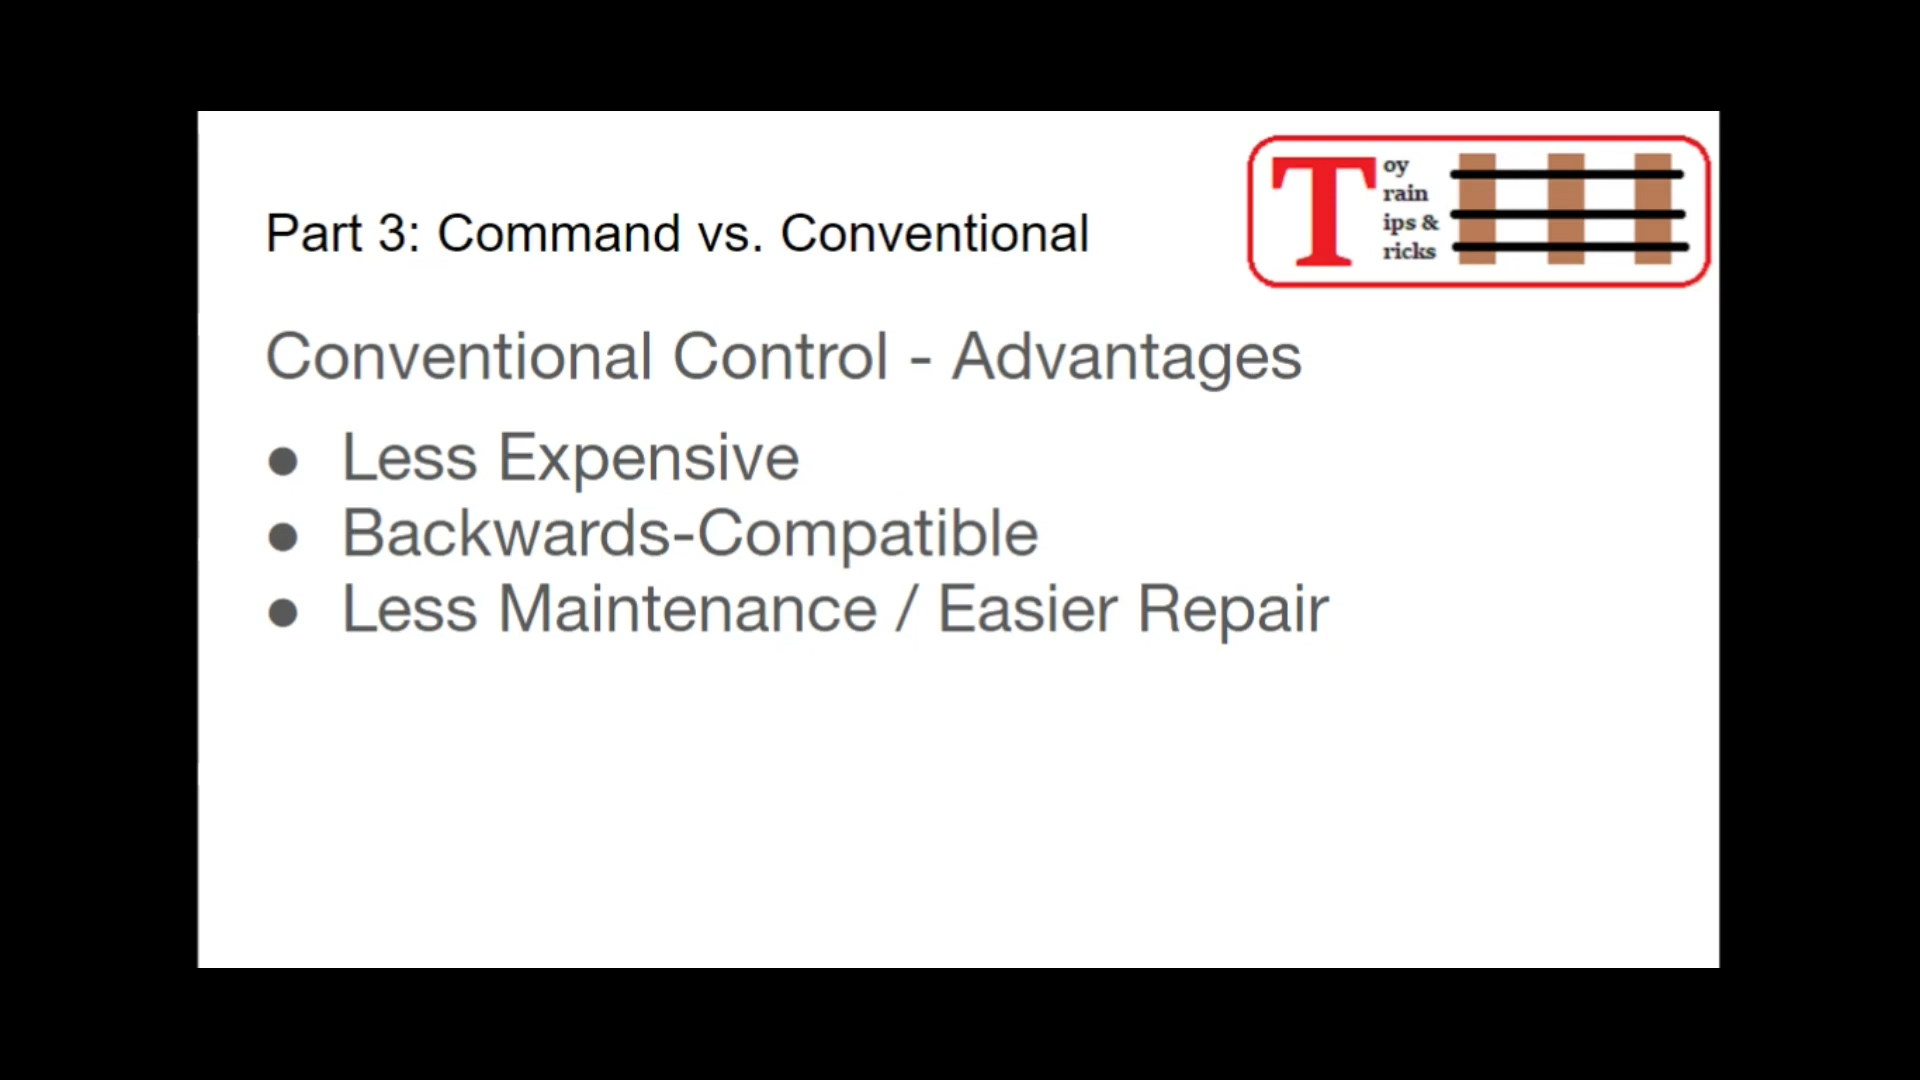 Part 3: Command vs. Conventional
T
oy
rain
ips &
ricks
Conventional Control - Advantages
● Less Expensive
● Backwards-Compatible
● Less Maintenance / Easier Repair